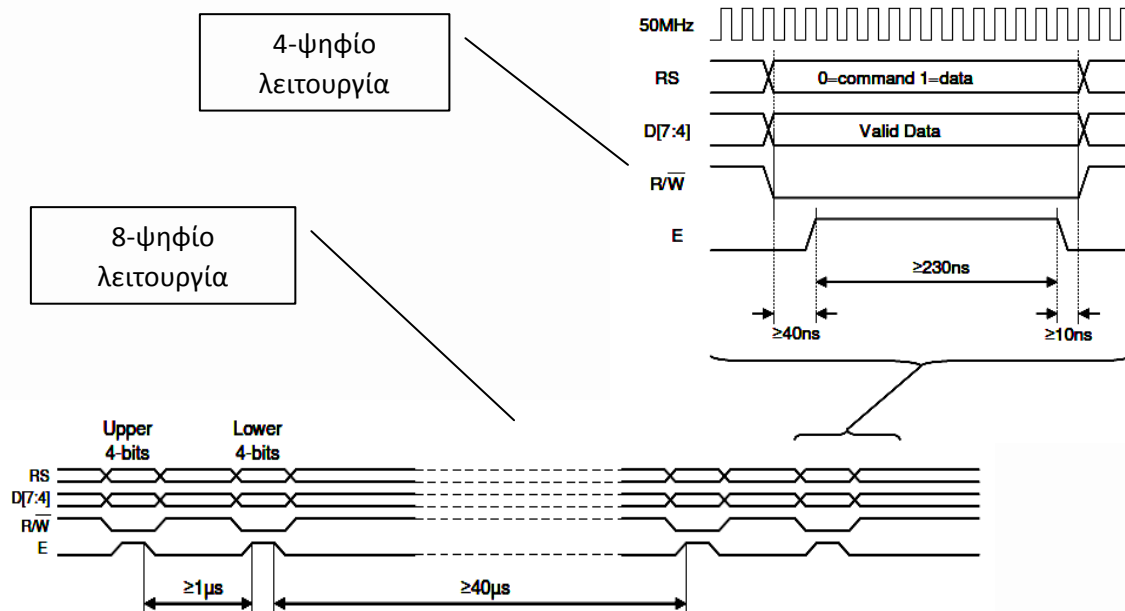 4-ψηφίο
λειτουργία
8-ψηφίο
λειτουργία
50MHz
RS
0=command 1=data
D[7:4]
Valid Data
R/W̅
E
≥230ns
≥40ns
≥10ns
Upper
4-bits
Lower
4-bits
RS
D[7:4]
R/W̅
E
≥1μs
≥40μs